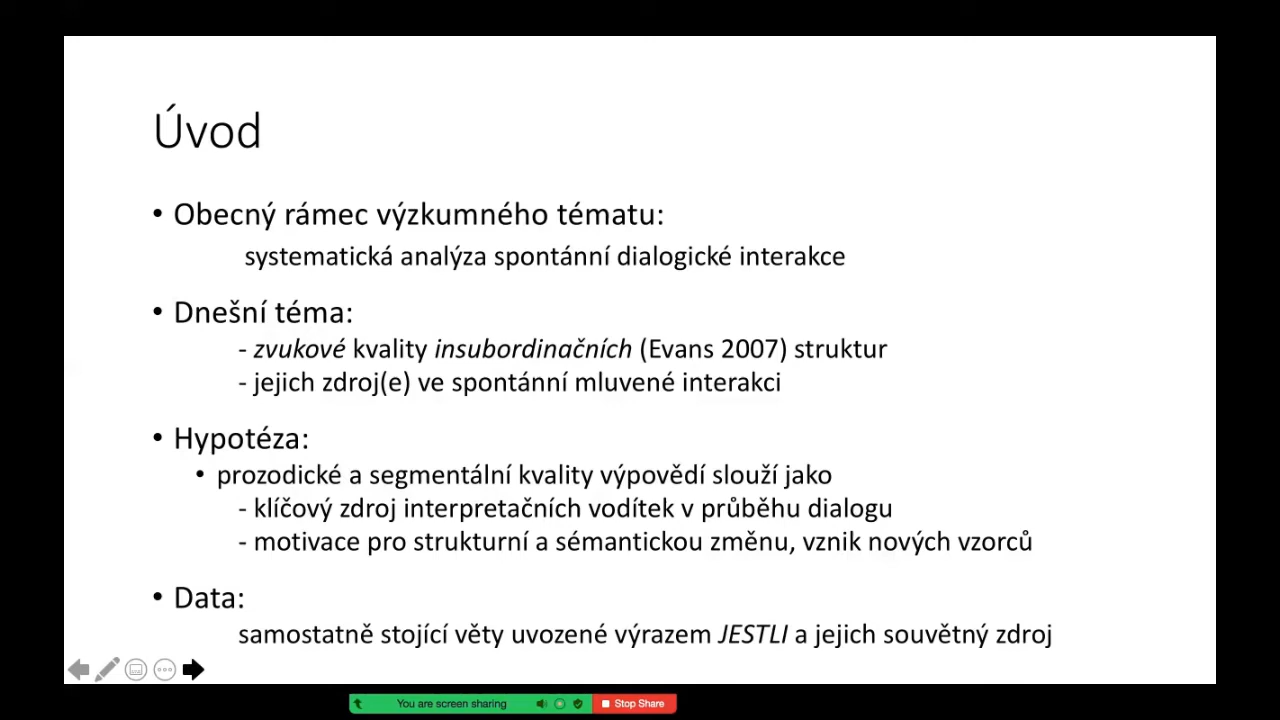 Úvod
• Obecný rámec výzkumného tématu:
systematická analýza spontánní dialogické interakce
• Dnešní téma:
- zvukové kvality insubordinačních (Evans 2007) struktur
- jejich zdroj(e) ve spontánní mluvené interakci
• Hypotéza:
• prozodické a segmentální kvality výpovědí slouží jako
- klíčový zdroj interpretačních vodítek v průběhu dialogu
- motivace pro strukturní a sémantickou změnu, vznik nových vzorců
• Data:
samostatně stojící věty uvozené výrazem JESTLI a jejich souvětný zdroj
You are screen sharing
Stop Share